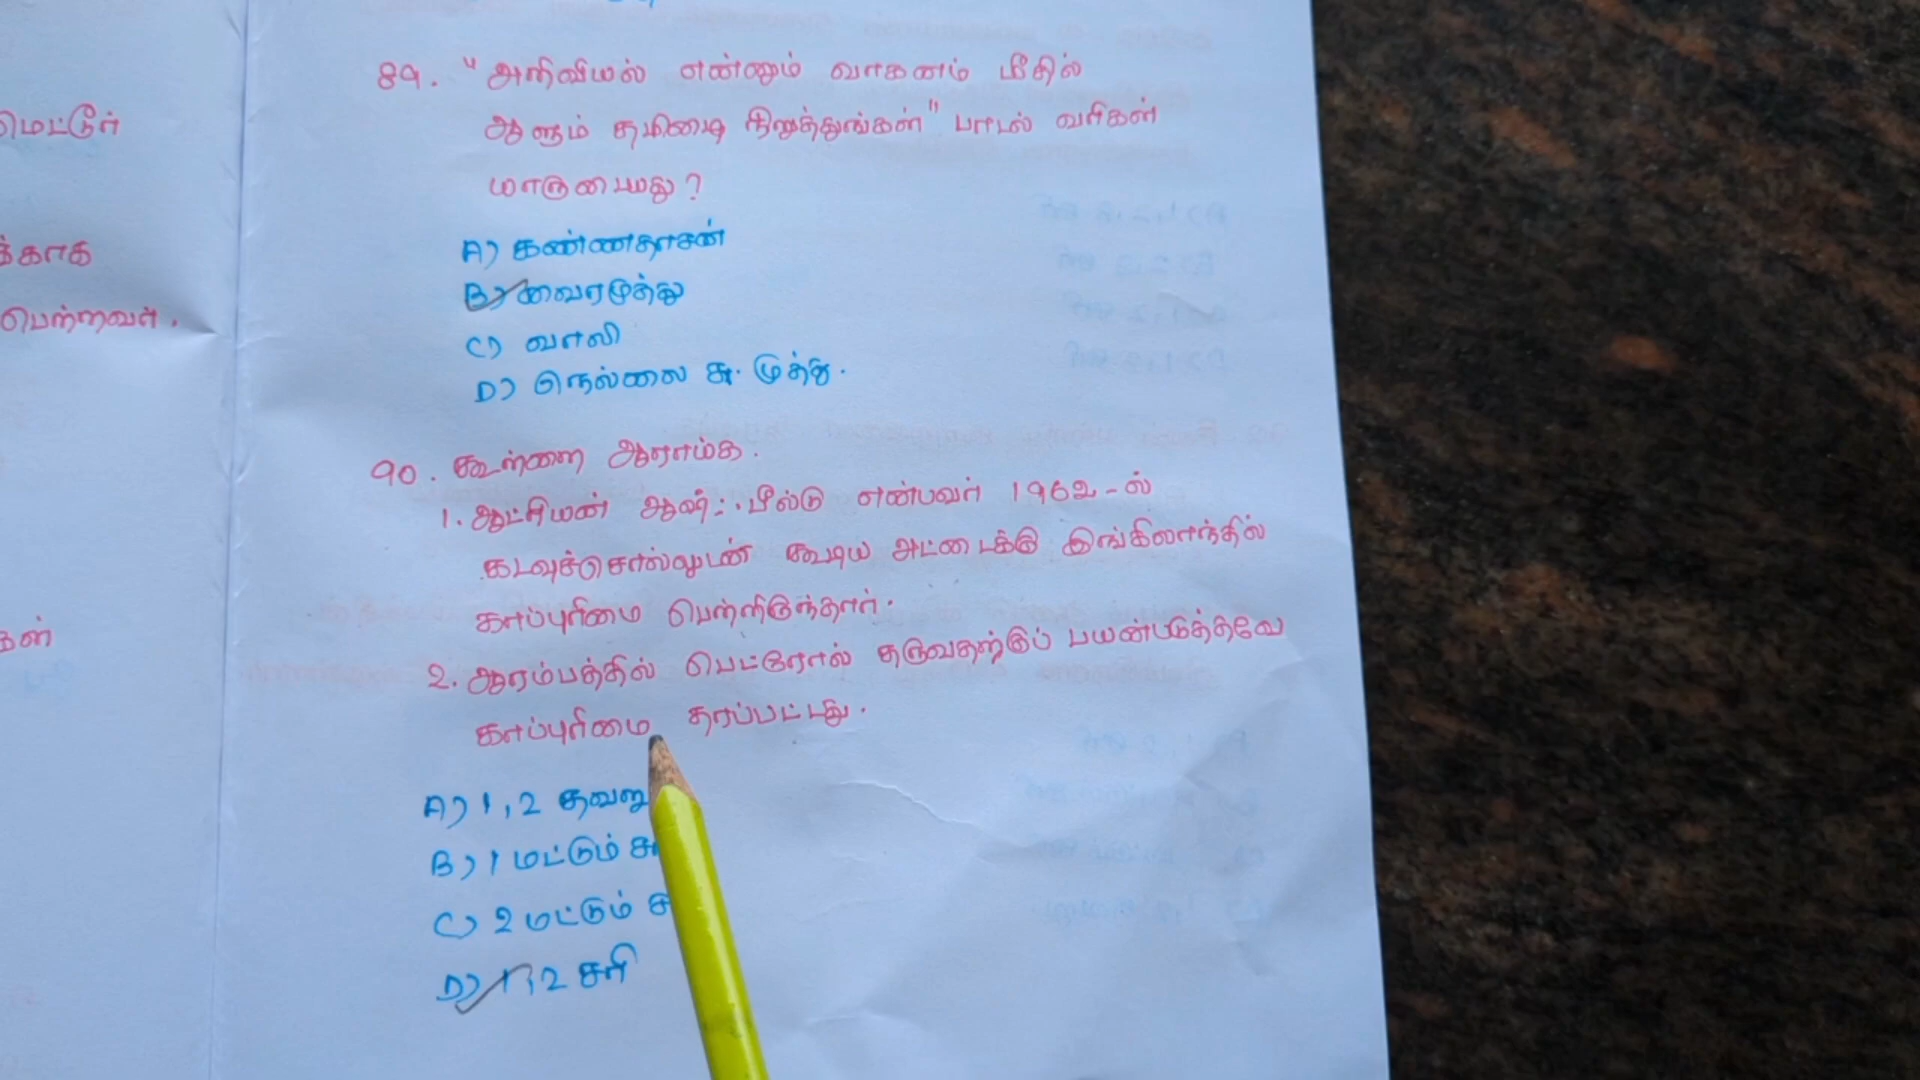 மெட்டூர்
க்காக
பெற்றவர்.
கள்
89. "அறிவியல் என்னும் வாகனம் மீதில்
ஆளும் தமிழை நிறுத்துங்கள்" பாடல் வரிகள்
யாருடையது?
A) கண்ணதாசன்
B) வைரமுத்து
C) வாலி
D) நெல்லை சு. முத்து.
90. கூற்றை ஆராய்க.
1. ஆட்ரியன் ஆஷ்ஃபீல்டு என்பவர் 1962-ல்
கடவுச்சொல்லுடன் கூடிய அட்டைக்கு இங்கிலாந்தில்
காப்புரிமை பெற்றிருந்தார்.
2. ஆரம்பத்தில் பெட்ரோல் தருவதற்குப் பயன்படுத்தவே
காப்புரிமை தரப்பட்டது.
A) 1, 2 தவறு
B) 1 மட்டும் ச
C) 2 மட்டும் ச
D) 1, 2 சரி